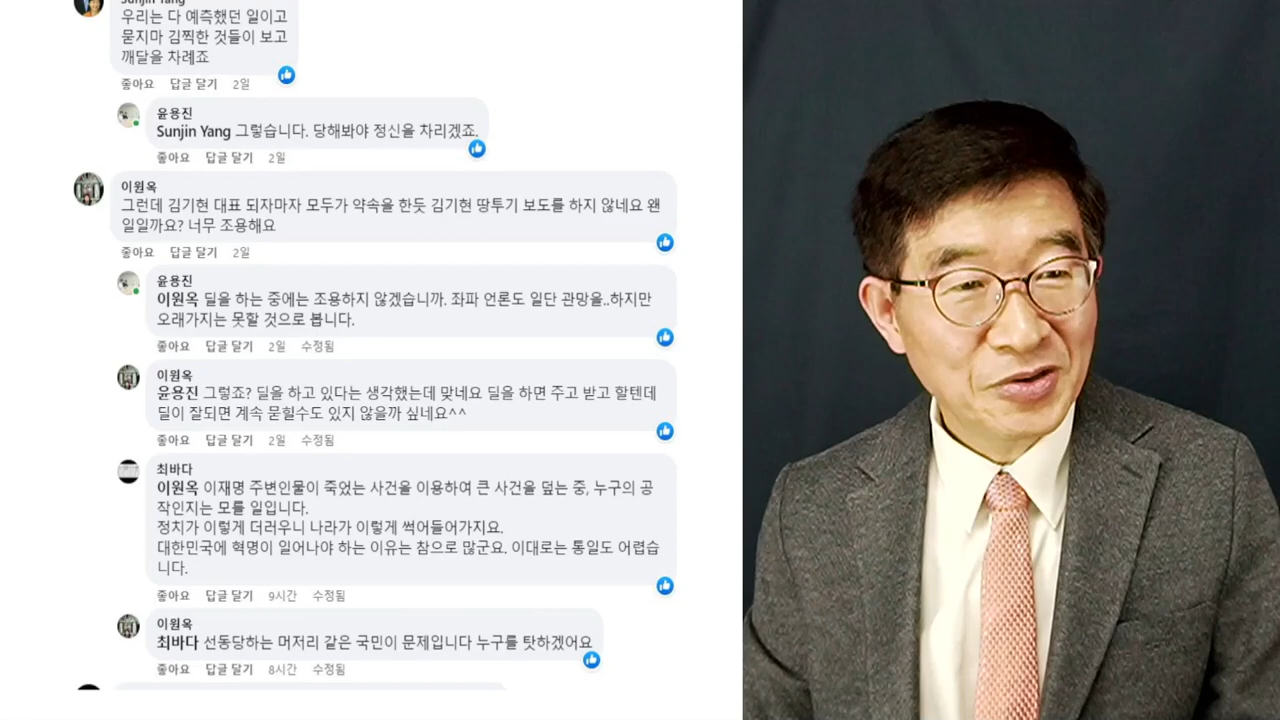 Sunjin Yang
우리는 다 예측했던 일이고
묻지마 김찍한 것들이 보고
깨달을 차례죠
좋아요 답글 달기 2일
윤용진
Sunjin Yang 그렇습니다. 당해봐야 정신을 차리겠죠.
좋아요 답글 달기 2일
이원옥
그런데 김기현 대표 되자마자 모두가 약속을 한듯 김기현 땅투기 보도를 하지 않네요 왠
일일까요? 너무 조용해요
좋아요 답글 달기 2일
윤용진
이원옥 딜을 하는 중에는 조용하지 않겠습니까. 좌파 언론도 일단 관망을..하지만
오래가지는 못할 것으로 봅니다.
좋아요 답글 달기 2일 수정됨
이원옥
윤용진 그렇죠? 딜을 하고 있다는 생각했는데 맞네요 딜을 하면 주고 받고 할텐데
딜이 잘되면 계속 묻힐수도 있지 않을까 싶네요^^
좋아요 답글 달기 2일 수정됨
최바다
이원옥 이재명 주변인물이 죽었는 사건을 이용하여 큰 사건을 덮는 중, 누구의 공
작인지는 모를 일입니다.
정치가 이렇게 더러우니 나라가 이렇게 썩어들어가지요.
대한민국에 혁명이 일어나야 하는 이유는 참으로 많군요. 이대로는 통일도 어렵습
니다.
좋아요 답글 달기 9시간 수정됨
이원옥
최바다 선동당하는 머저리 같은 국민이 문제입니다 누구를 탓하겠어요
좋아요 답글 달기 8시간 수정됨